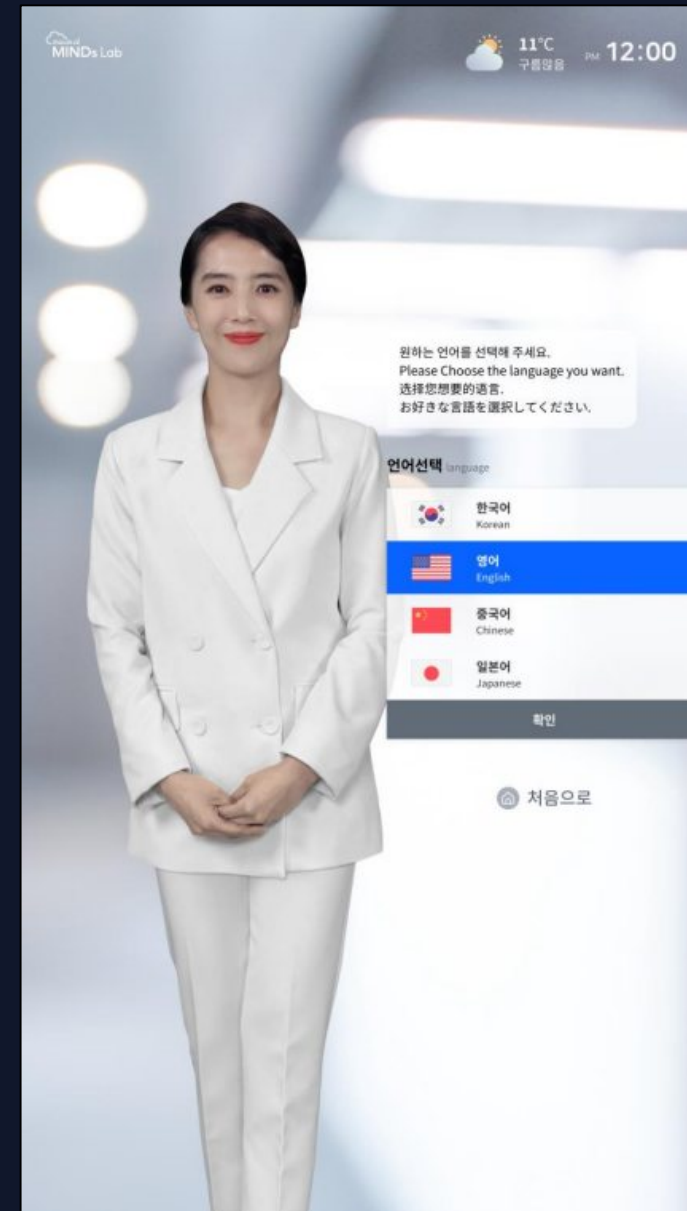 MINDs Lab
11°C
구름많음
PM 12:00
원하는 언어를 선택해 주세요.
Please Choose the language you want.
选择您想要的语言.
お好きな言語を選択してください.
언어선택 language
한국어
Korean
영어
English
중국어
Chinese
일본어
Japanese
확인
처음으로